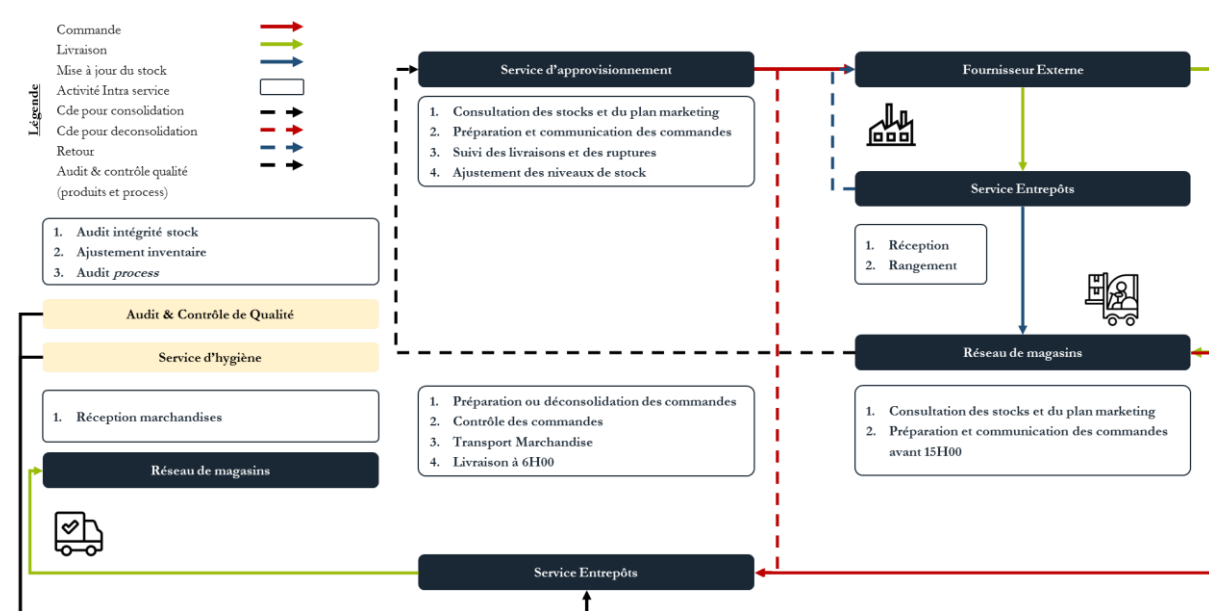 Légende
Commande
Livraison
Mise à jour du stock
Activité Intra service
Cde pour consolidation
Cde pour deconsolidation
Retour
Audit & contrôle qualité
(produits et process)
Service d'approvisionnement
1. Consultation des stocks et du plan marketing
2. Préparation et communication des commandes
3. Suivi des livraisons et des ruptures
4. Ajustement des niveaux de stock
Fournisseur Externe
Service Entrepôts
1. Réception
2. Rangement
1. Audit intégrité stock
2. Ajustement inventaire
3. Audit process
Audit & Contrôle de Qualité
Service d'hygiène
1. Réception marchandises
Réseau de magasins
1. Préparation ou déconsolidation des commandes
2. Contrôle des commandes
3. Transport Marchandise
4. Livraison à 6H00
Réseau de magasins
1. Consultation des stocks et du plan marketing
2. Préparation et communication des commandes
avant 15H00
Service Entrepôts